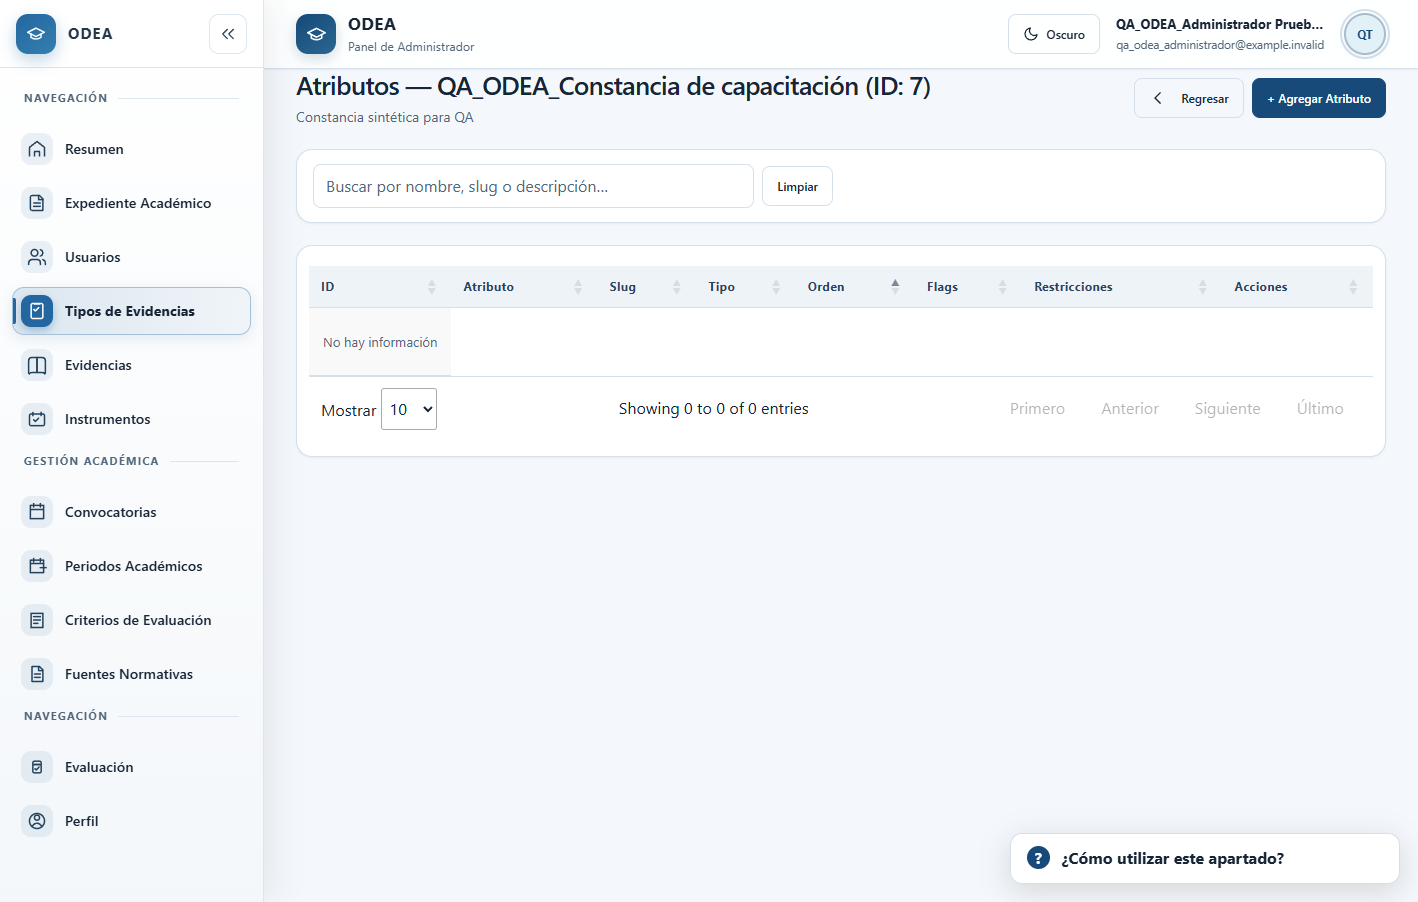 ODEA
NAVEGACIÓN
Resumen
Expediente Académico
Usuarios
Tipos de Evidencias
Evidencias
Instrumentos
GESTIÓN ACADÉMICA
Convocatorias
Periodos Académicos
Criterios de Evaluación
Fuentes Normativas
NAVEGACIÓN
Evaluación
Perfil
ODEA
Panel de Administrador
Oscuro
QA_ODEA_Administrador Prueb...
qa_odea_administrador@example.invalid
QT
Atributos — QA_ODEA_Constancia de capacitación (ID: 7)
Constancia sintética para QA
Regresar
+ Agregar Atributo
Buscar por nombre, slug o descripción...
Limpiar
ID Atributo Slug Tipo Orden Flags Restricciones Acciones
No hay información
Mostrar 10
Showing 0 to 0 of 0 entries
Primero Anterior Siguiente Último
? ¿Cómo utilizar este apartado?